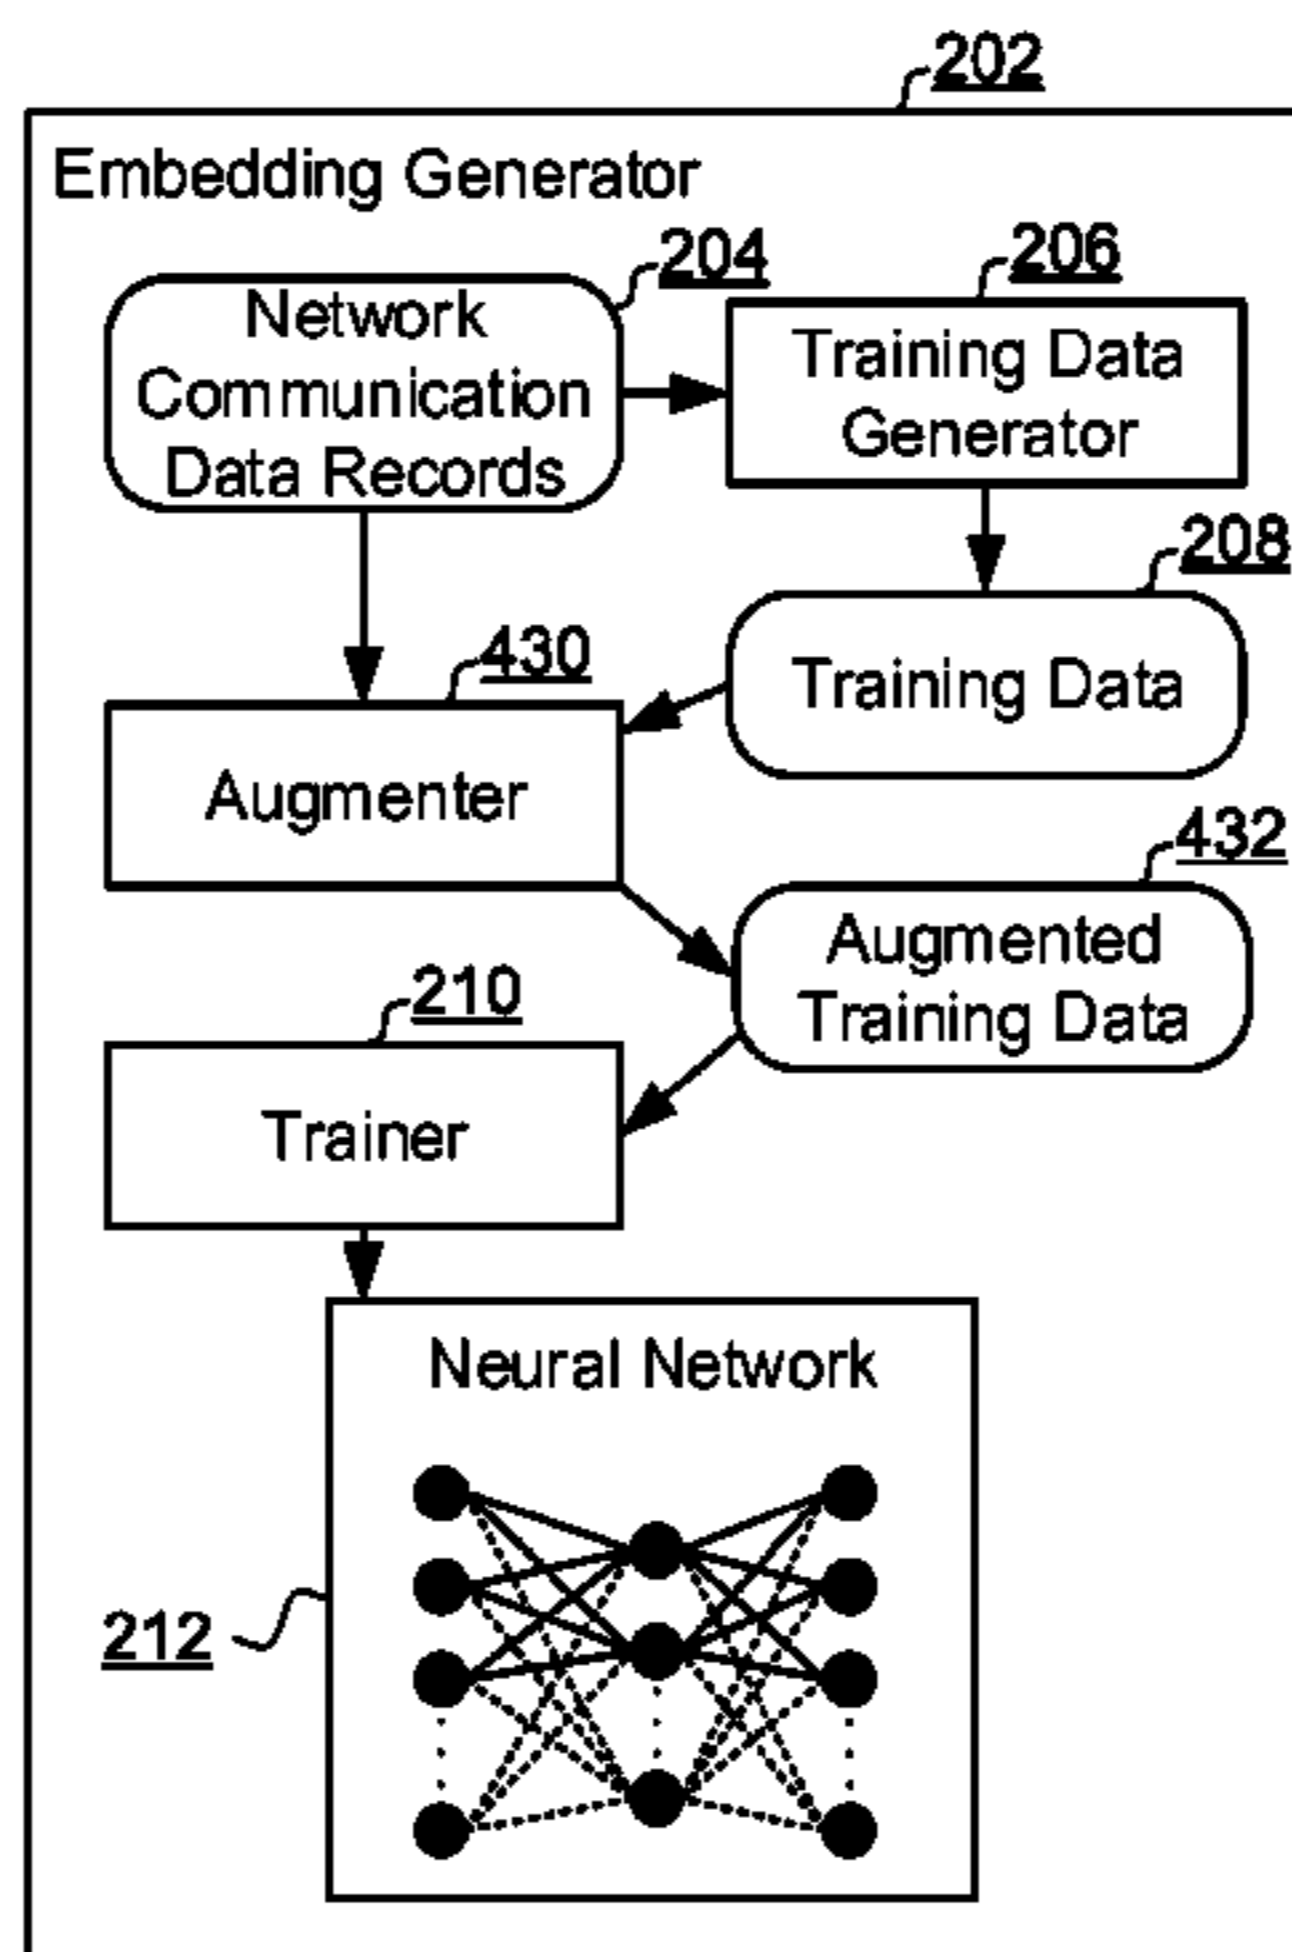 202
Embedding Generator
204
Network
Communication
Data Records
206
Training Data
Generator
208
Training Data
430
Augmenter
432
Augmented
Training Data
210
Trainer
Neural Network
212